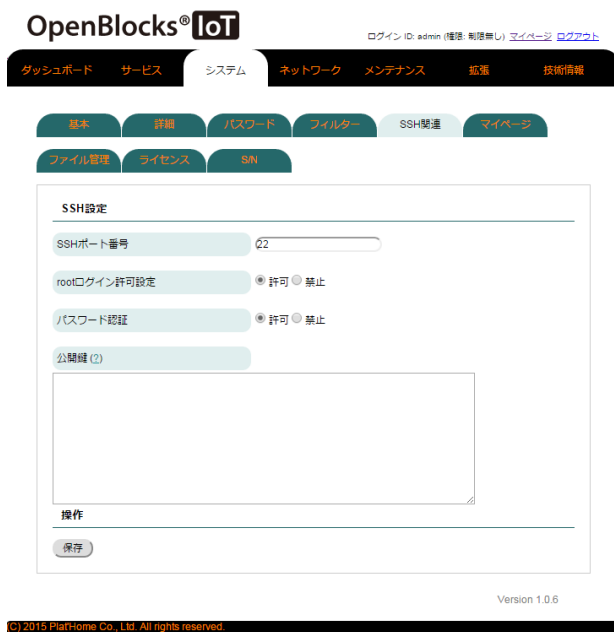 OpenBlocks® IoT
ログイン ID: admin (権限: 制限無し) マイページ ログアウト
ダッシュボード サービス システム ネットワーク メンテナンス 拡張 技術情報
基本 詳細 パスワード フィルター SSH関連 マイページ
ファイル管理 ライセンス S/N
SSH設定
SSHポート番号 22
rootログイン許可設定 許可 禁止
パスワード認証 許可 禁止
公開鍵 (?)
操作
保存
Version 1.0.6
(C) 2015 Plat'Home Co., Ltd. All rights reserved.